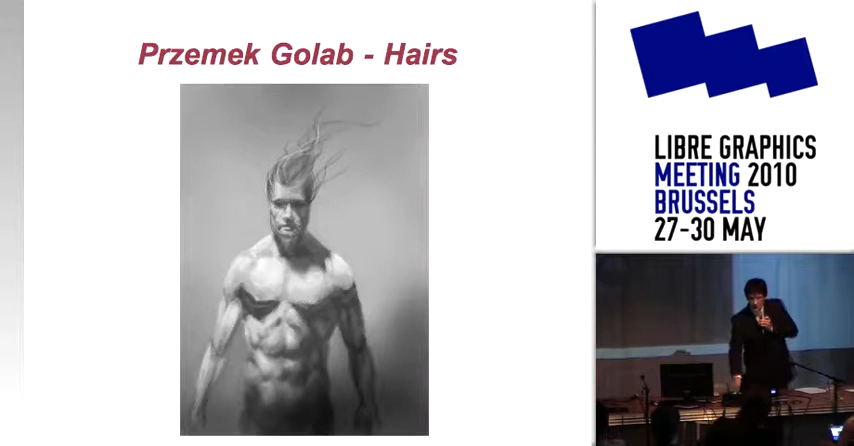 Przemek Golab - Hairs
LIBRE GRAPHICS
MEETING 2010
BRUSSELS
27-30 MAY